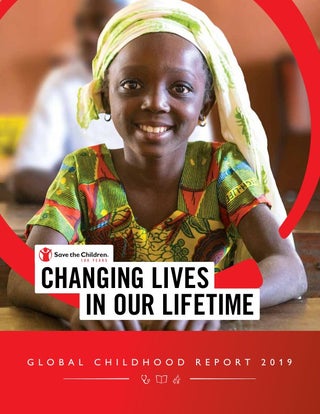 Save the Children.
100 YEARS
CHANGING LIVES
IN OUR LIFETIME
GLOBAL CHILDHOOD REPORT 2019